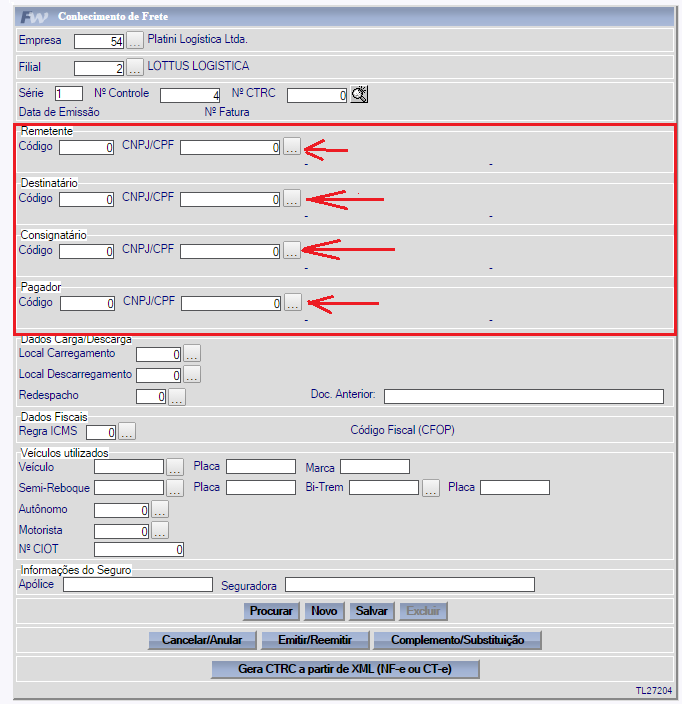 FW Conhecimento de Frete
Empresa 54 ... Platini Logística Ltda.
Filial 2 ... LOTTUS LOGISTICA
Série 1 Nº Controle 4 Nº CTRC 0
Data de Emissão Nº Fatura
Remetente
Código 0 CNPJ/CPF 0 ...
- -
Destinatário
Código 0 CNPJ/CPF 0 ...
- -
Consignatário
Código 0 CNPJ/CPF 0 ...
- -
Pagador
Código 0 CNPJ/CPF 0 ...
- -
Dados Carga/Descarga
Local Carregamento 0 ...
Local Descarregamento 0 ...
Redespacho 0 ... Doc. Anterior:
Dados Fiscais
Regra ICMS 0 ... Código Fiscal (CFOP)
Veículos utilizados
Veículo ... Placa Marca
Semi-Reboque ... Placa Bi-Trem ... Placa
Autônomo 0 ...
Motorista 0 ...
Nº CIOT 0
Informações do Seguro
Apólice Seguradora
Procurar Novo Salvar Excluir
Cancelar/Anular Emitir/Reemitir Complemento/Substituição
Gera CTRC a partir de XML (NF-e ou CT-e)
TL27204